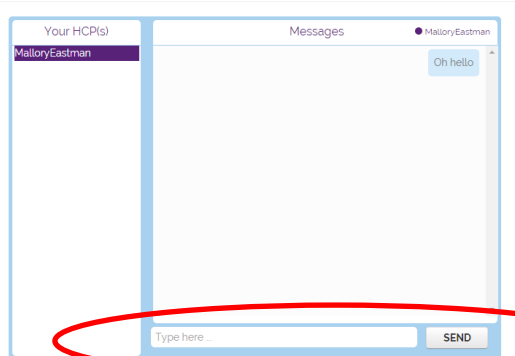 Your HCP(s)
MalloryEastman
Messages
MalloryEastman
Oh hello
Type here ..
SEND